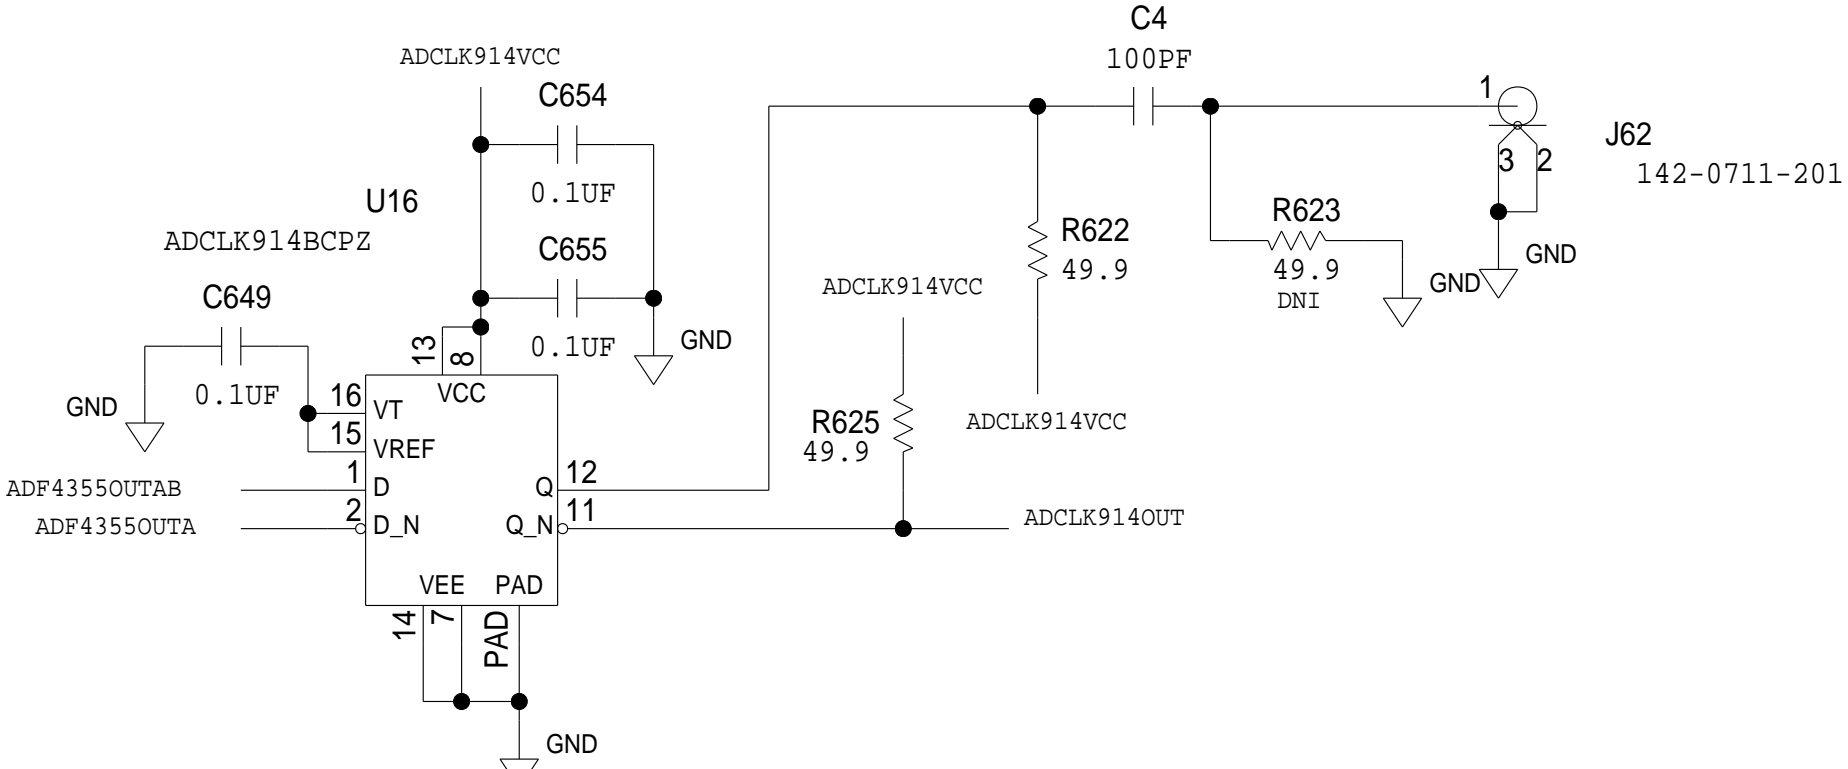 C4
100PF
ADCLK914VCC
C654
0.1UF
1
J62
3
2
142-0711-201
U16
ADCLK914BCPZ
C655
0.1UF
R622
49.9
R623
49.9
DNI
GND
GND
ADCLK914VCC
C649
0.1UF
GND
GND
13
8
VCC
16
VT
15
VREF
R625
49.9
ADCLK914VCC
ADF4355OUTAB
1
D
Q
12
ADF4355OUTA
2
D_N
Q_N
11
ADCLK914OUT
VEE
PAD
14
7
PAD
GND